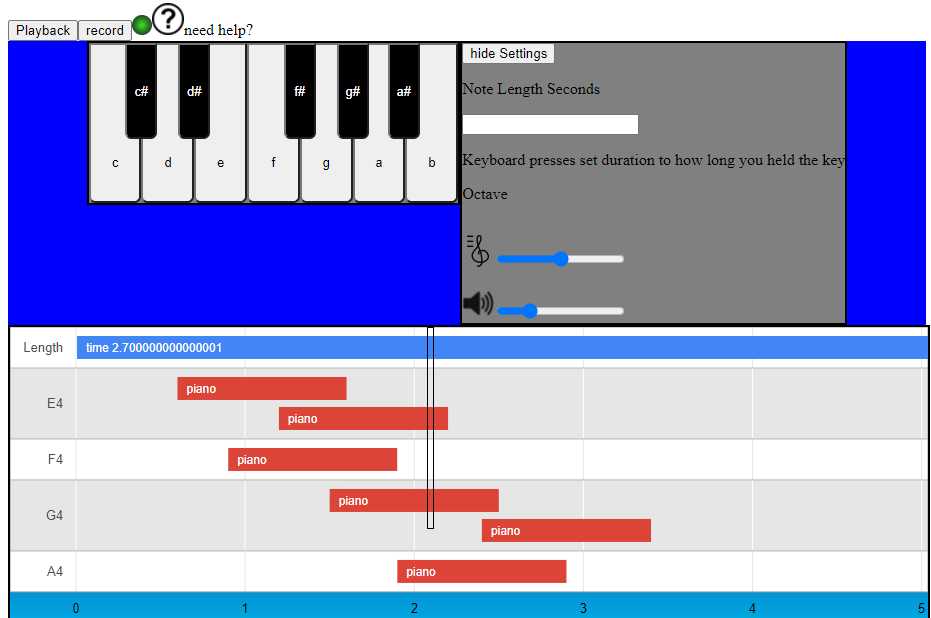 Playback record ? need help?
c# d# f# g# a#
c d e f g a b
hide Settings
Note Length Seconds
Keyboard presses set duration to how long you held the key
Octave
Length time 2.700000000000001
E4 piano
piano
F4 piano
G4 piano
piano
A4 piano
0 1 2 3 4 5